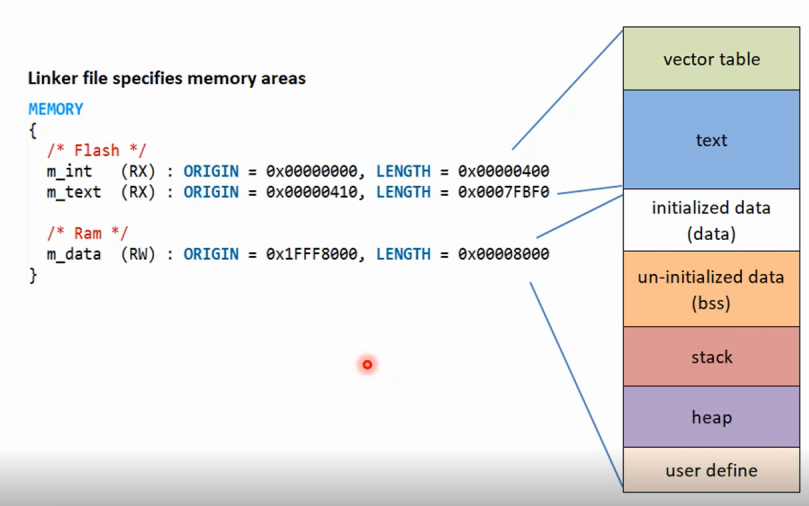 Linker file specifies memory areas
MEMORY
{
/* Flash */
m_int (RX) : ORIGIN = 0x00000000, LENGTH = 0x00000400
m_text (RX) : ORIGIN = 0x00000410, LENGTH = 0x0007FBF0
/* Ram */
m_data (RW) : ORIGIN = 0x1FFF8000, LENGTH = 0x00008000
}
vector table
text
initialized data
(data)
un-initialized data
(bss)
stack
heap
user define